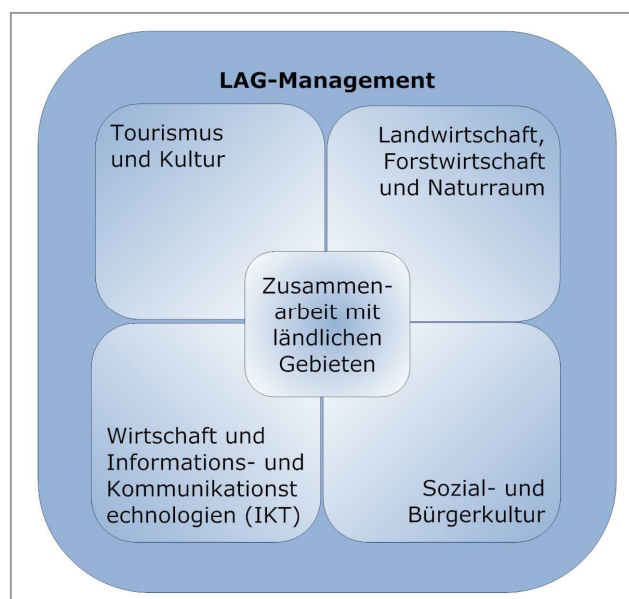 LAG-Management
Tourismus
und Kultur
Landwirtschaft,
Forstwirtschaft
und Naturraum
Zusammen-
arbeit mit
ländlichen
Gebieten
Wirtschaft und
Informations- und
Kommunikationst
echnologien (IKT)
Sozial- und
Bürgerkultur